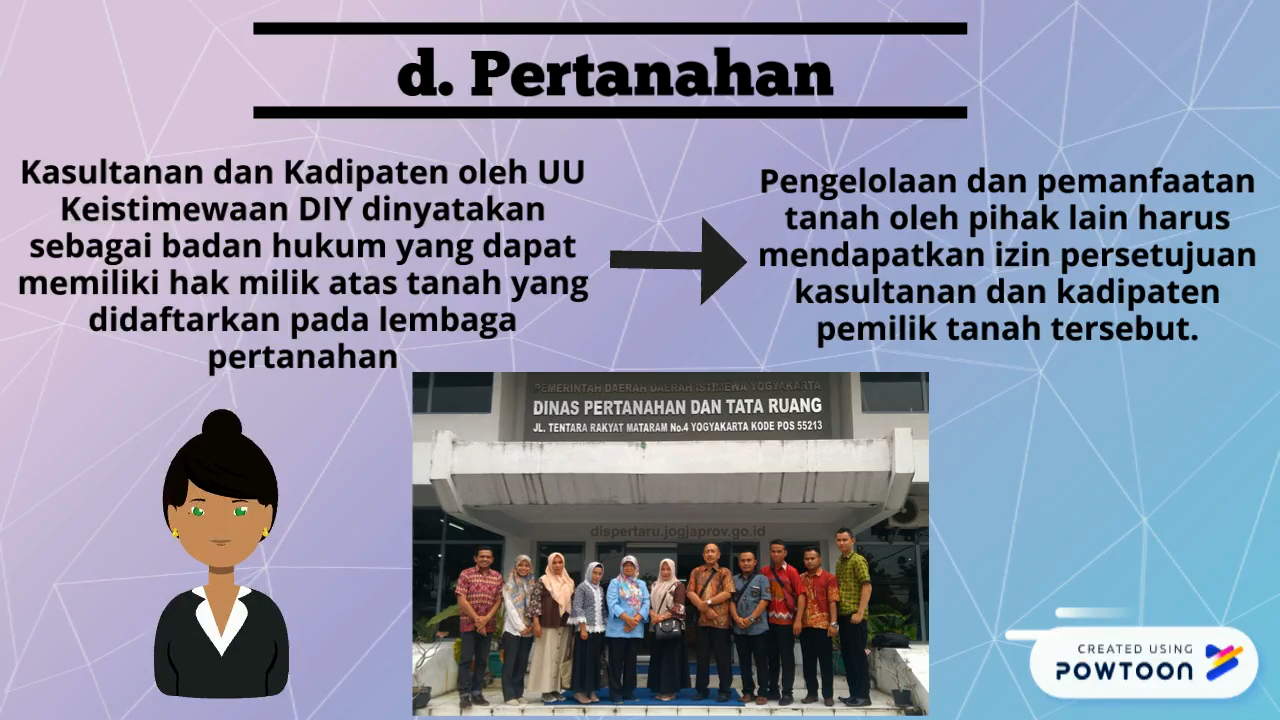 d. Pertanahan
Kasultanan dan Kadipaten oleh UU
Keistimewaan DIY dinyatakan
sebagai badan hukum yang dapat
memiliki hak milik atas tanah yang
didaftarkan pada lembaga
pertanahan
Pengelolaan dan pemanfaatan
tanah oleh pihak lain harus
mendapatkan izin persetujuan
kasultanan dan kadipaten
pemilik tanah tersebut.
PEMERINTAH DAERAH DAERAH ISTIMEWA YOGYAKARTA
DINAS PERTANAHAN DAN TATA RUANG
JL. TENTARA RAKYAT MATARAM No.4 YOGYAKARTA KODE POS 55213
dispertaru.jogjaprov.go.id
CREATED USING
POWTOON